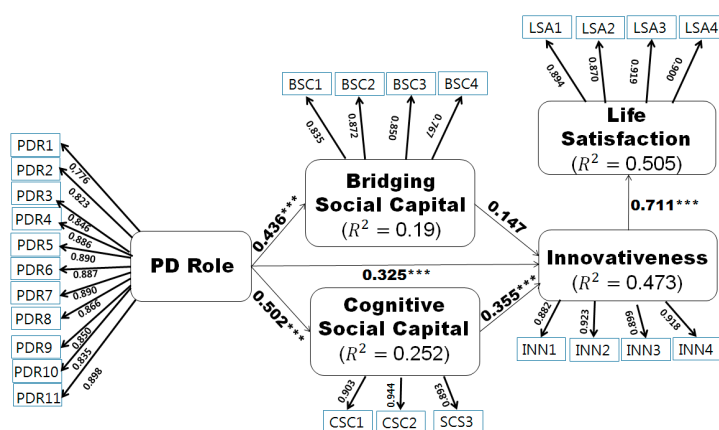 LSA1
LSA2
LSA3
LSA4
0.894
0.870
0.919
0.900
Life
Satisfaction
(R² = 0.505)
BSC1
BSC2
BSC3
BSC4
0.835
0.872
0.850
0.767
Bridging
Social Capital
(R² = 0.19)
PDR1
PDR2
PDR3
PDR4
PDR5
PDR6
PDR7
PDR8
PDR9
PDR10
PDR11
0.776
0.823
0.846
0.886
0.890
0.887
0.890
0.866
0.850
0.835
0.898
PD Role
0.436***
0.325***
0.502***
0.147
0.355***
0.711***
Innovativeness
(R² = 0.473)
0.882
0.923
0.899
0.918
INN1
INN2
INN3
INN4
Cognitive
Social Capital
(R² = 0.252)
0.903
0.944
0.893
CSC1
CSC2
SCS3